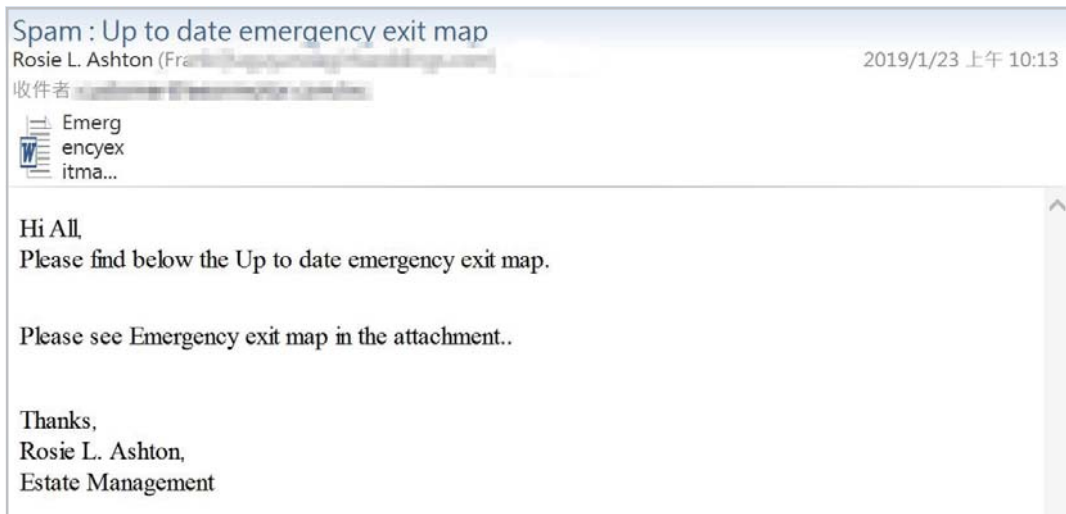 Spam : Up to date emergency exit map
Rosie L. Ashton (Fra
2019/1/23 上午 10:13
收件者
Emerg
encyex
itma...
Hi All,
Please find below the Up to date emergency exit map.
Please see Emergency exit map in the attachment..
Thanks,
Rosie L. Ashton,
Estate Management